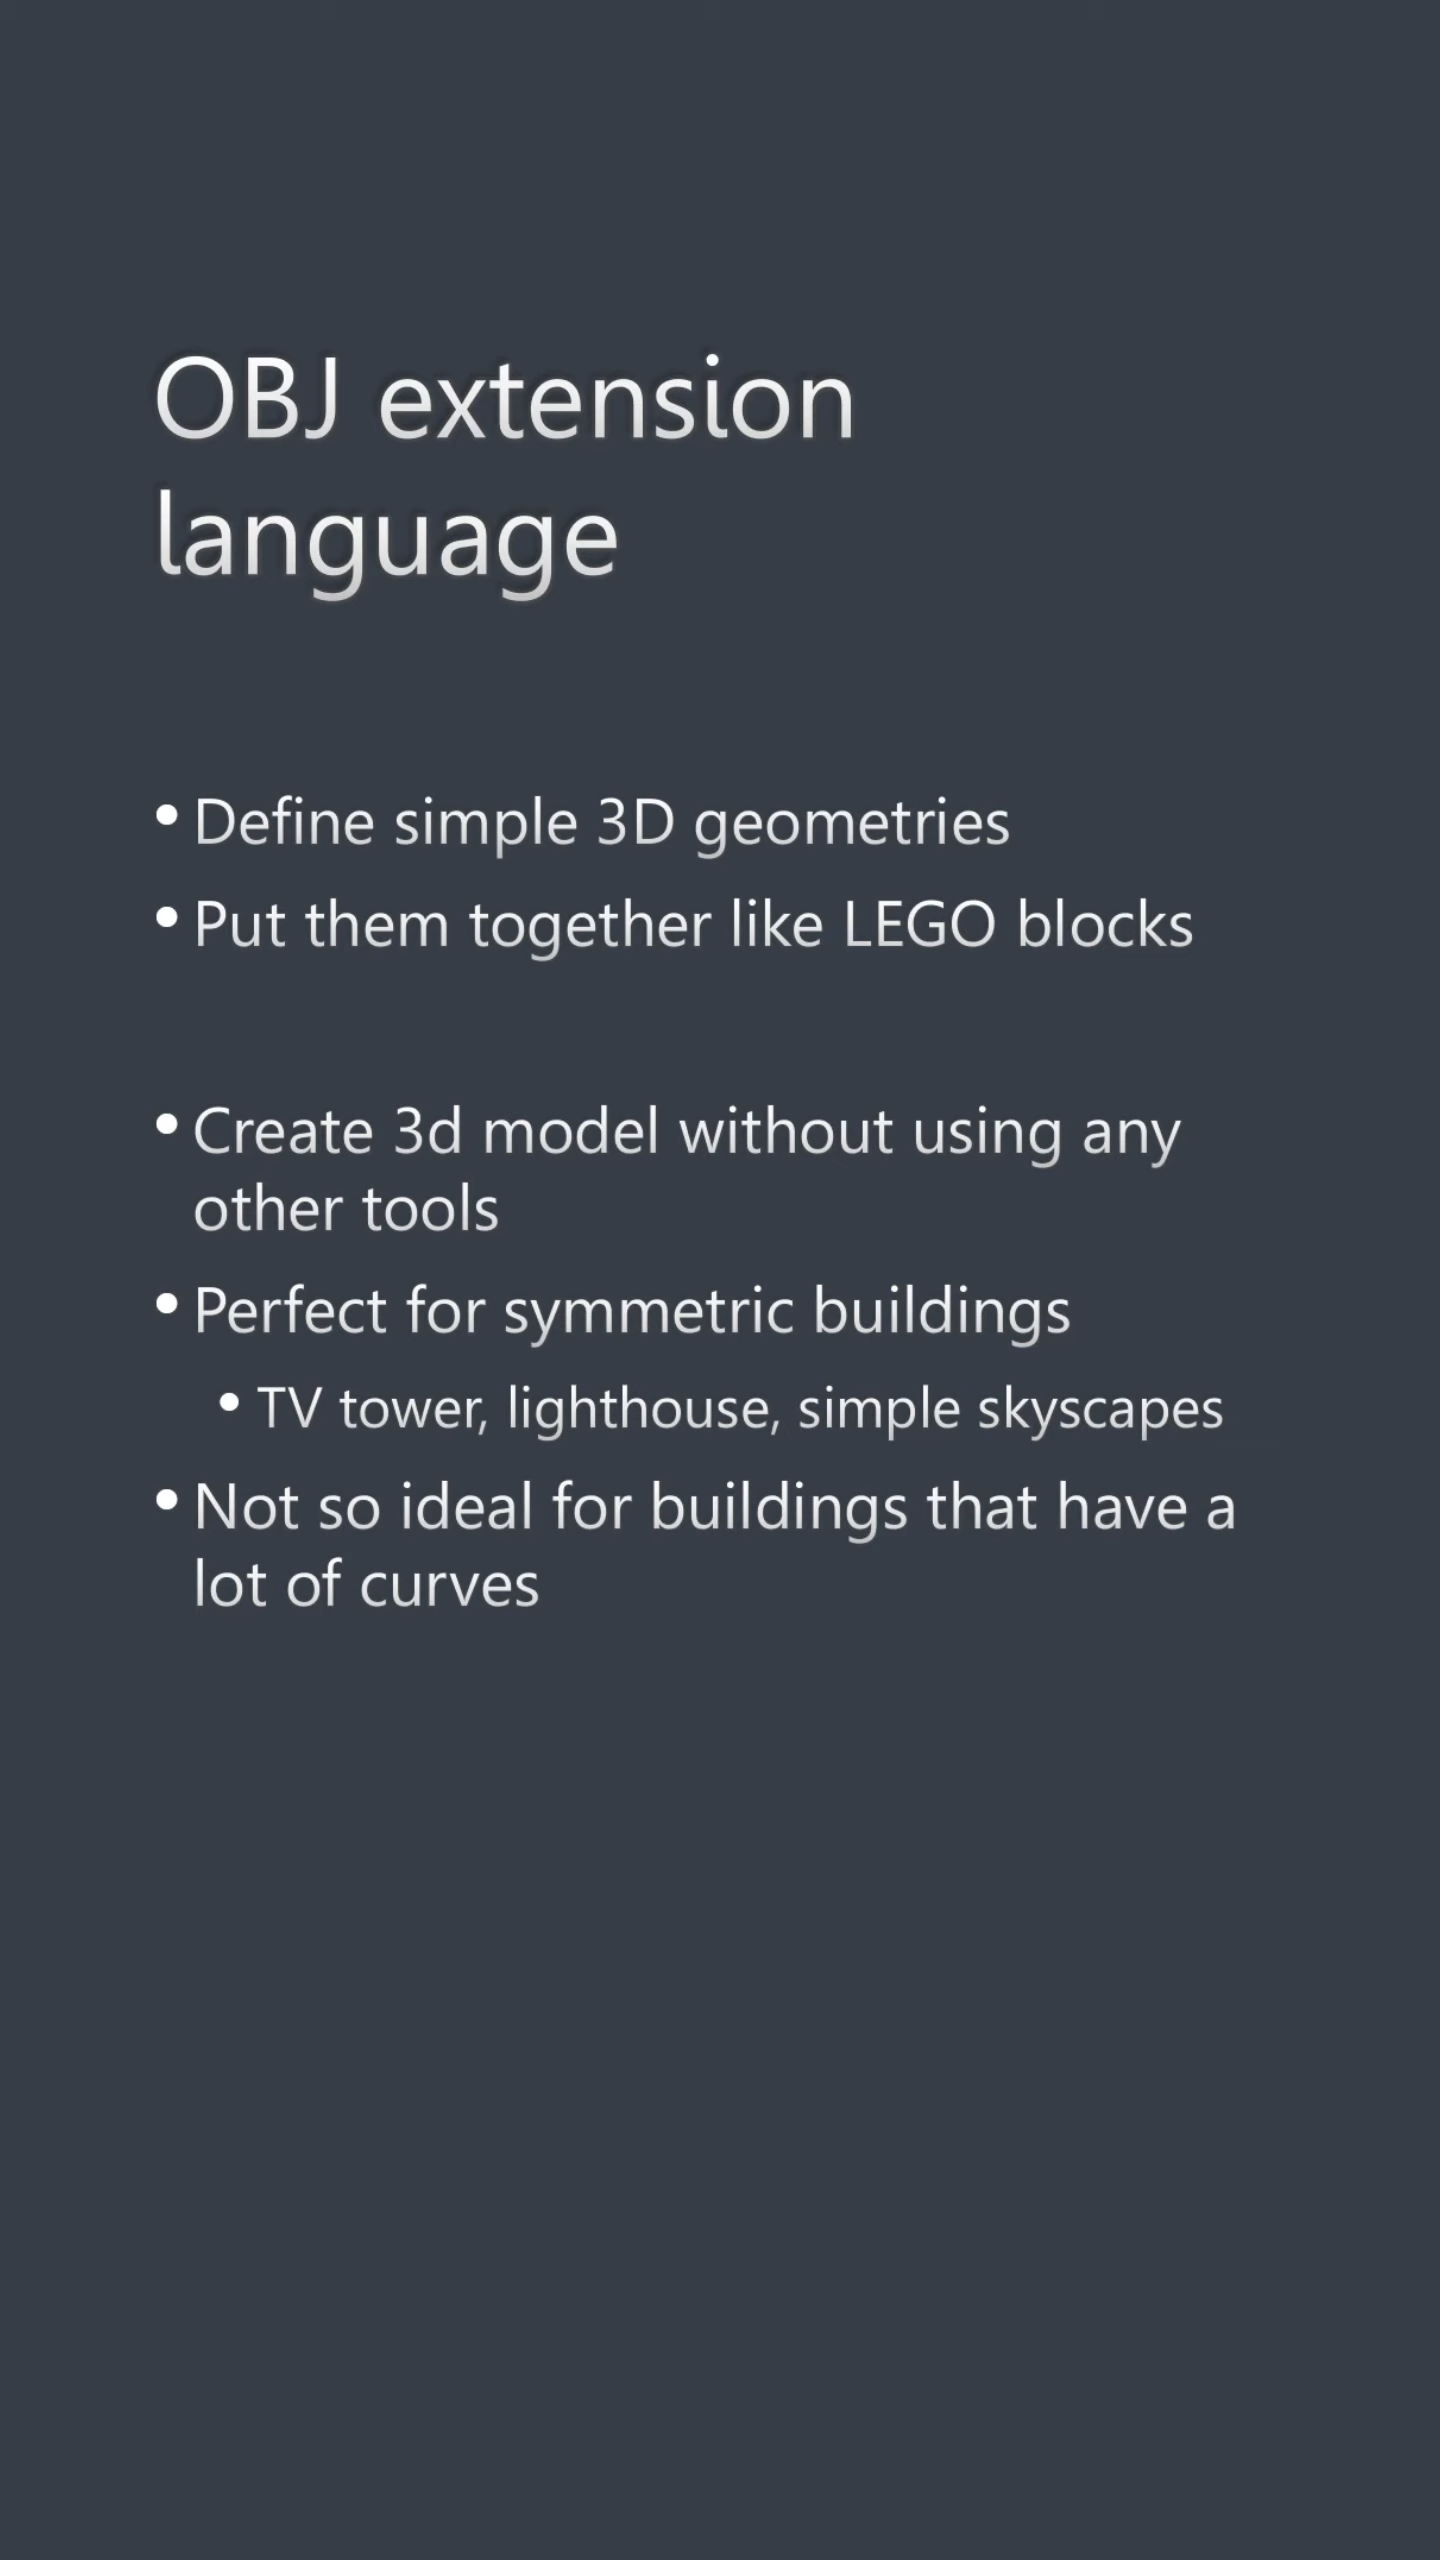 OBJ extension
language
• Define simple 3D geometries
• Put them together like LEGO blocks
• Create 3d model without using any
other tools
• Perfect for symmetric buildings
• TV tower, lighthouse, simple skyscapes
• Not so ideal for buildings that have a
lot of curves